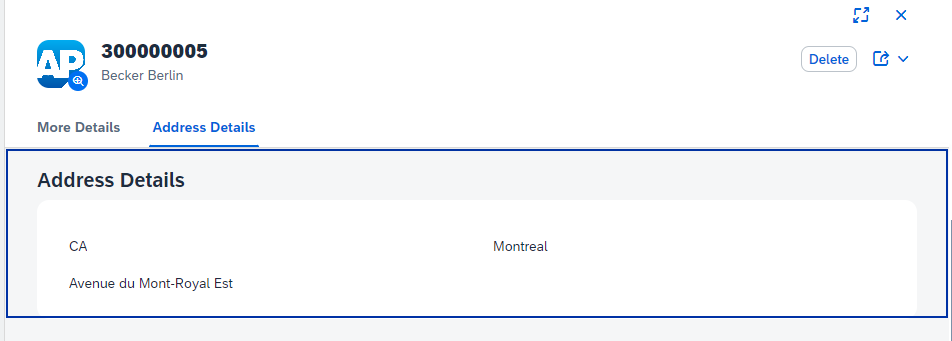 AP
300000005
Becker Berlin
Delete
More Details
Address Details
Address Details
CA
Montreal
Avenue du Mont-Royal Est